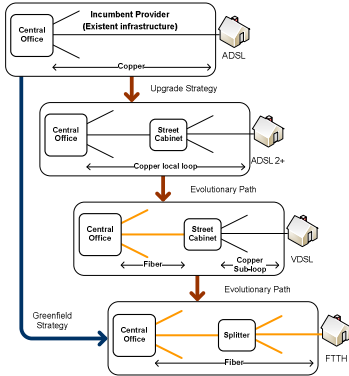 Incumbent Provider
(Existent infrastructure)
Central
Office
Copper
ADSL
Upgrade Strategy
Central
Office
Street
Cabinet
Copper local loop
ADSL 2+
Evolutionary Path
Central
Office
Street
Cabinet
Fiber
Copper
Sub-loop
VDSL
Evolutionary Path
Greenfield
Strategy
Central
Office
Splitter
Fiber
FTTH